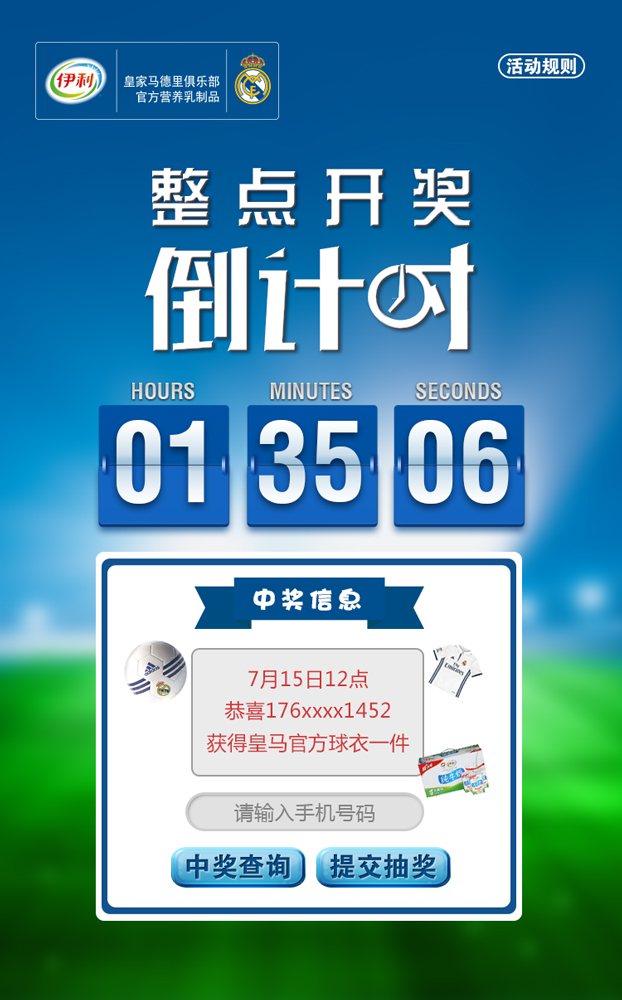 伊利
皇家马德里俱乐部
官方营养乳制品
活动规则
整点开奖
倒计时
HOURS
MINUTES
SECONDS
01
35
06
中奖信息
7月15日12点
恭喜176xxxx1452
获得皇马官方球衣一件
adidas
请输入手机号码
中奖查询
提交抽奖